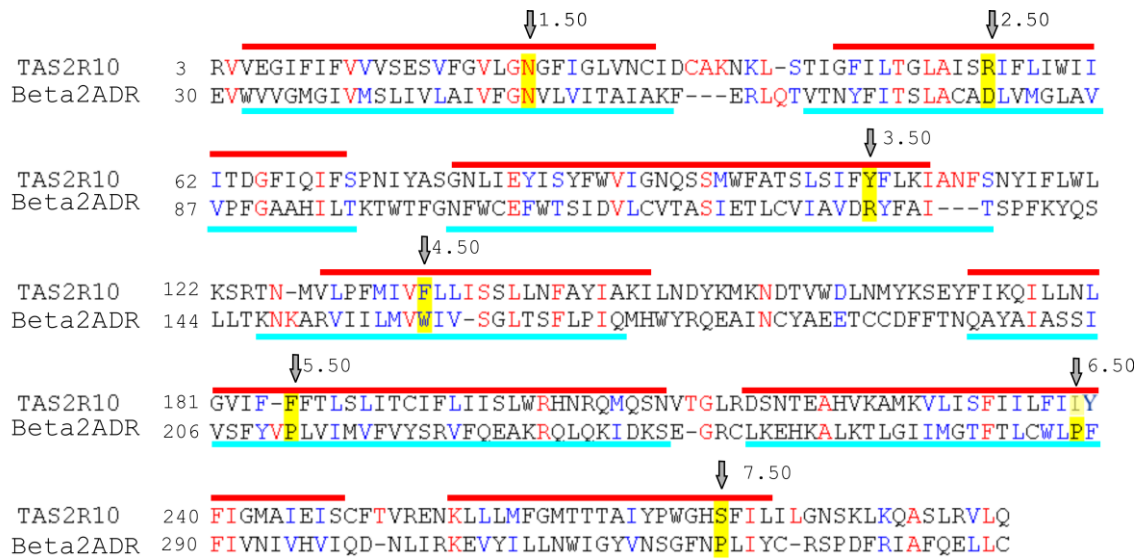 1.50 2.50
TAS2R10 3 RVVEGIFIFVVVSESVFGVLGNGFIGLVNCIDCAKNKL-STIGFILTGLAISRIFLIWII
Beta2ADR 30 EVWVVGMGIVMSLIVLAIVFGNVLVITAIAKF---ERLQTVTNYFITSLACADLVMGLAV
3.50
TAS2R10 62 ITDGFIQIFSPNIYASGNLIEYISYFWVIGNQSSMWFATSLSIFYFLKIANFSNYIFLWL
Beta2ADR 87 VPFGAAHILTKTWTFGNFWCEFWTSIDVLCVTASIETLCVIAVDRYFAI---TSPFKYQS
4.50
TAS2R10 122 KSRTN-MVLPFMIVFLLISSLLNFAYIAKILNDYKMKNDTVWDLNMYKSEYFIKQILLNL
Beta2ADR 144 LLTKNKARVIILMVWIV-SGLTSFLPIQMHWYRQEAINCYAEETCCDFFTNQAYAIASSI
5.50 6.50
TAS2R10 181 GVIF-FFTLSLITCIFLIISLWRHNRQMQSNVTGLRDSNTEAHVKAMKVLISFIILFIIY
Beta2ADR 206 VSFYVPLVIMVFVYSRVFQEAKRQLQKIDKSE-GRCLKEHKALKTLGIIMGTFTLCWLPF
7.50
TAS2R10 240 FIGMAIEISCFTVRENKLLLMFGMTTTAIYPWGHSFILILGNSKLKQASLRVLQ
Beta2ADR 290 FIVNIVHVIQD-NLIRKEVYILLNWIGYVNSGFNPLIYC-RSPDFRIAFQELLC